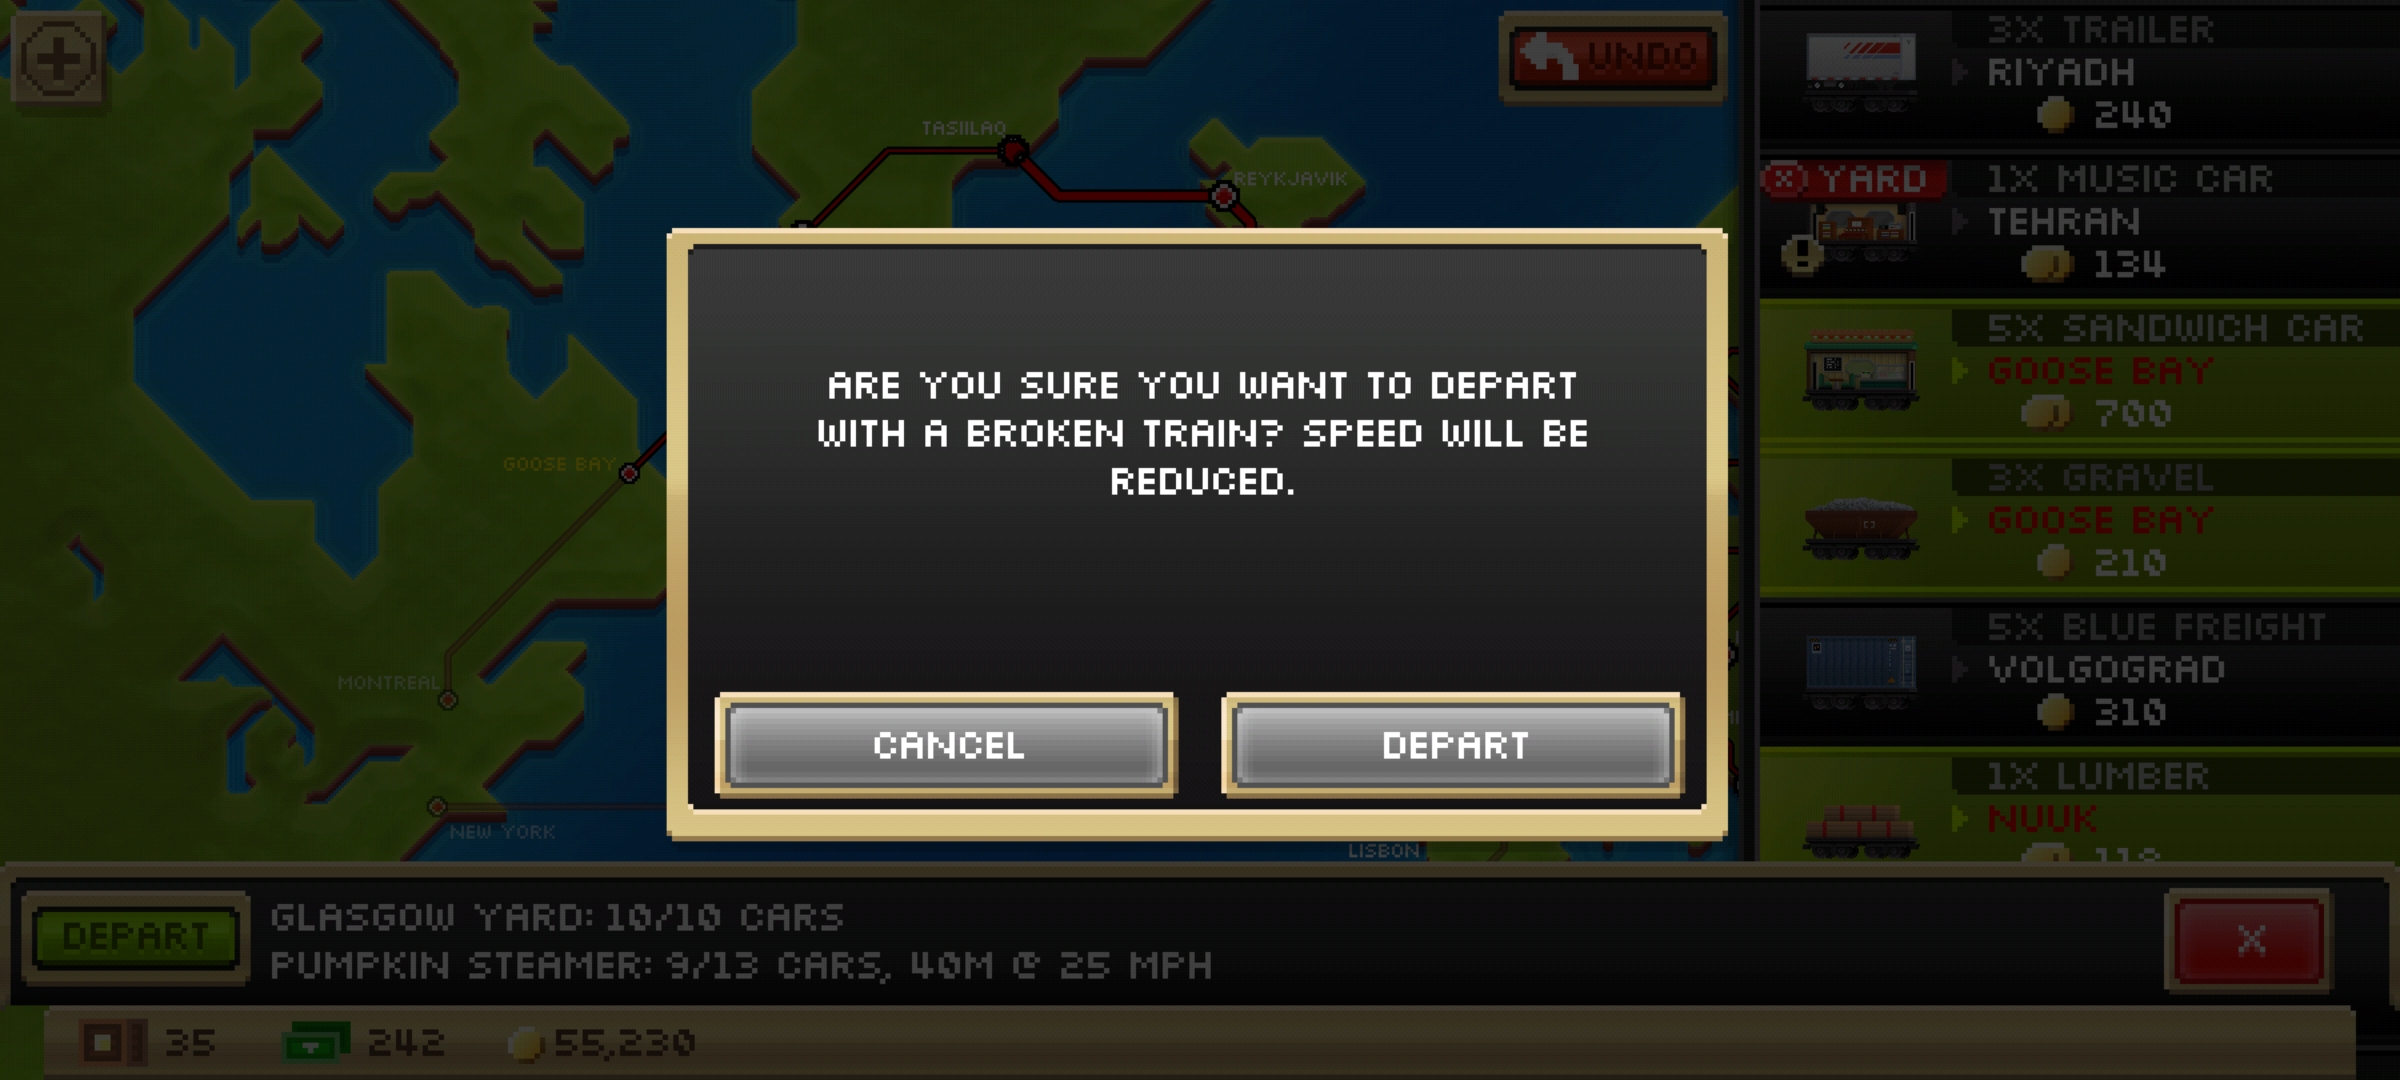 UNDO
TASIILAQ
REYKJAVIK
GOOSE BAY
MONTREAL
NEW YORK
LISBON
ARE YOU SURE YOU WANT TO DEPART
WITH A BROKEN TRAIN? SPEED WILL BE
REDUCED.
CANCEL
DEPART
3X TRAILER
RIYADH
240
X YARD
1X MUSIC CAR
TEHRAN
!
134
5X SANDWICH CAR
GOOSE BAY
700
3X GRAVEL
GOOSE BAY
210
5X BLUE FREIGHT
VOLGOGRAD
310
1X LUMBER
NUUK
DEPART
GLASGOW YARD: 10/10 CARS
PUMPKIN STEAMER: 9/13 CARS, 40M @ 25 MPH
X
35
242
55,230